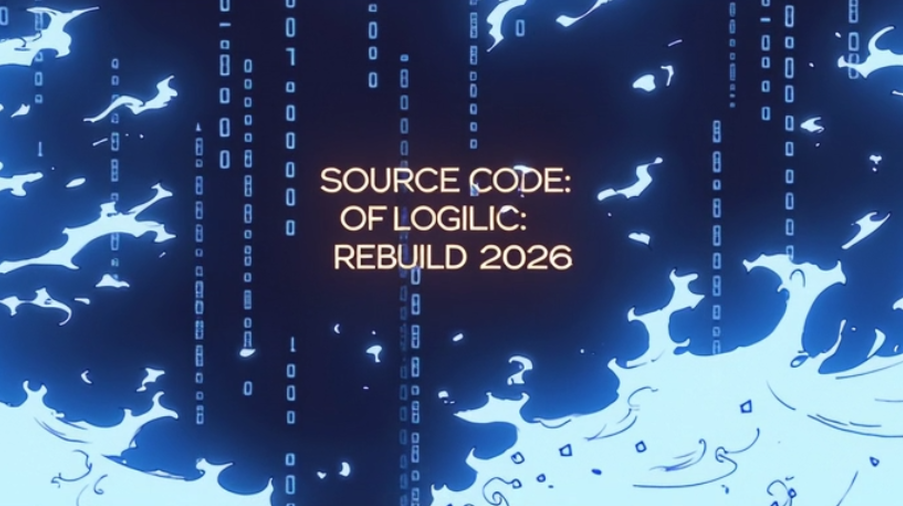 SOURCE CODE:
OF LOGILIC:
REBUILD 2026